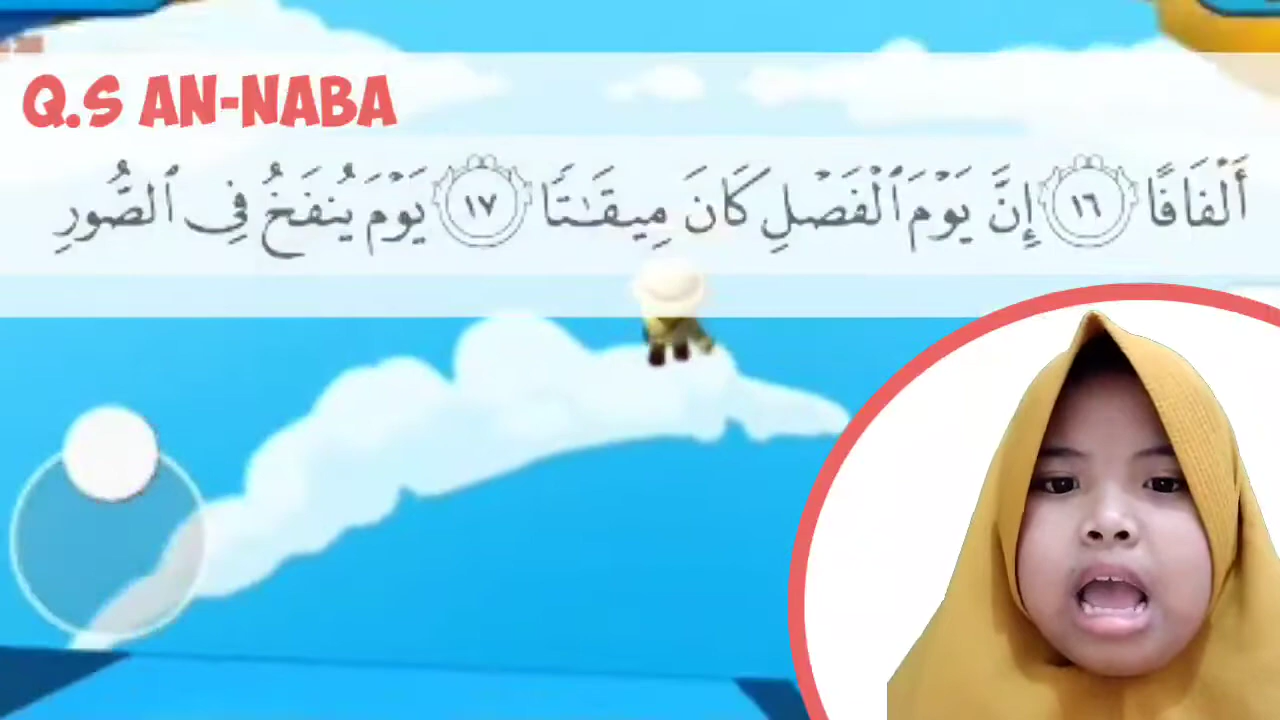 Q.S AN-NABA
أَلْفَافًا ١٦ إِنَّ يَوْمَ ٱلْفَصْلِ كَانَ مِيقَـٰتًا ١٧ يَوْمَ يُنفَخُ فِى ٱلصُّورِ